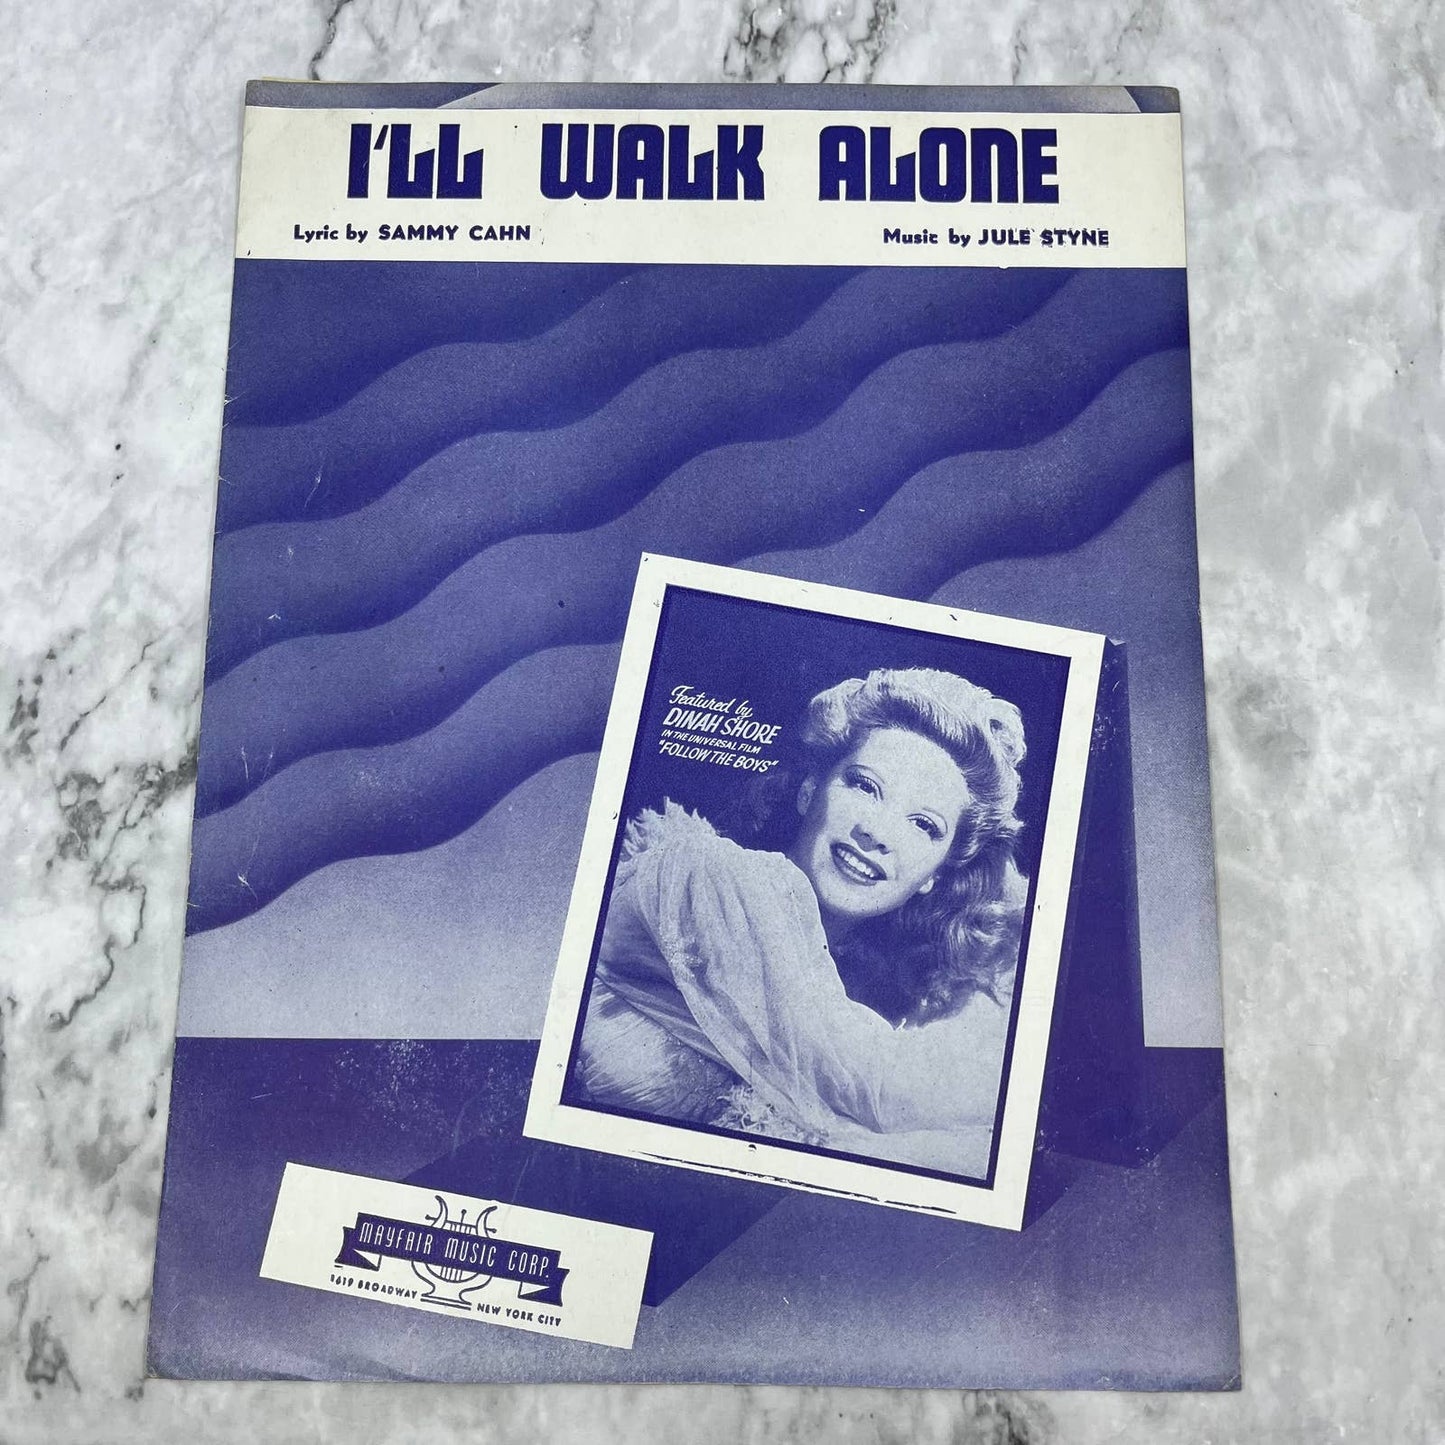 I'LL WALK ALONE
Lyric by SAMMY CAHN
Music by JULE STYNE
Featured by
DINAH SHORE
IN THE UNIVERSAL FILM
"FOLLOW THE BOYS"
MAYFAIR MUSIC CORP.
1619 BROADWAY NEW YORK CITY